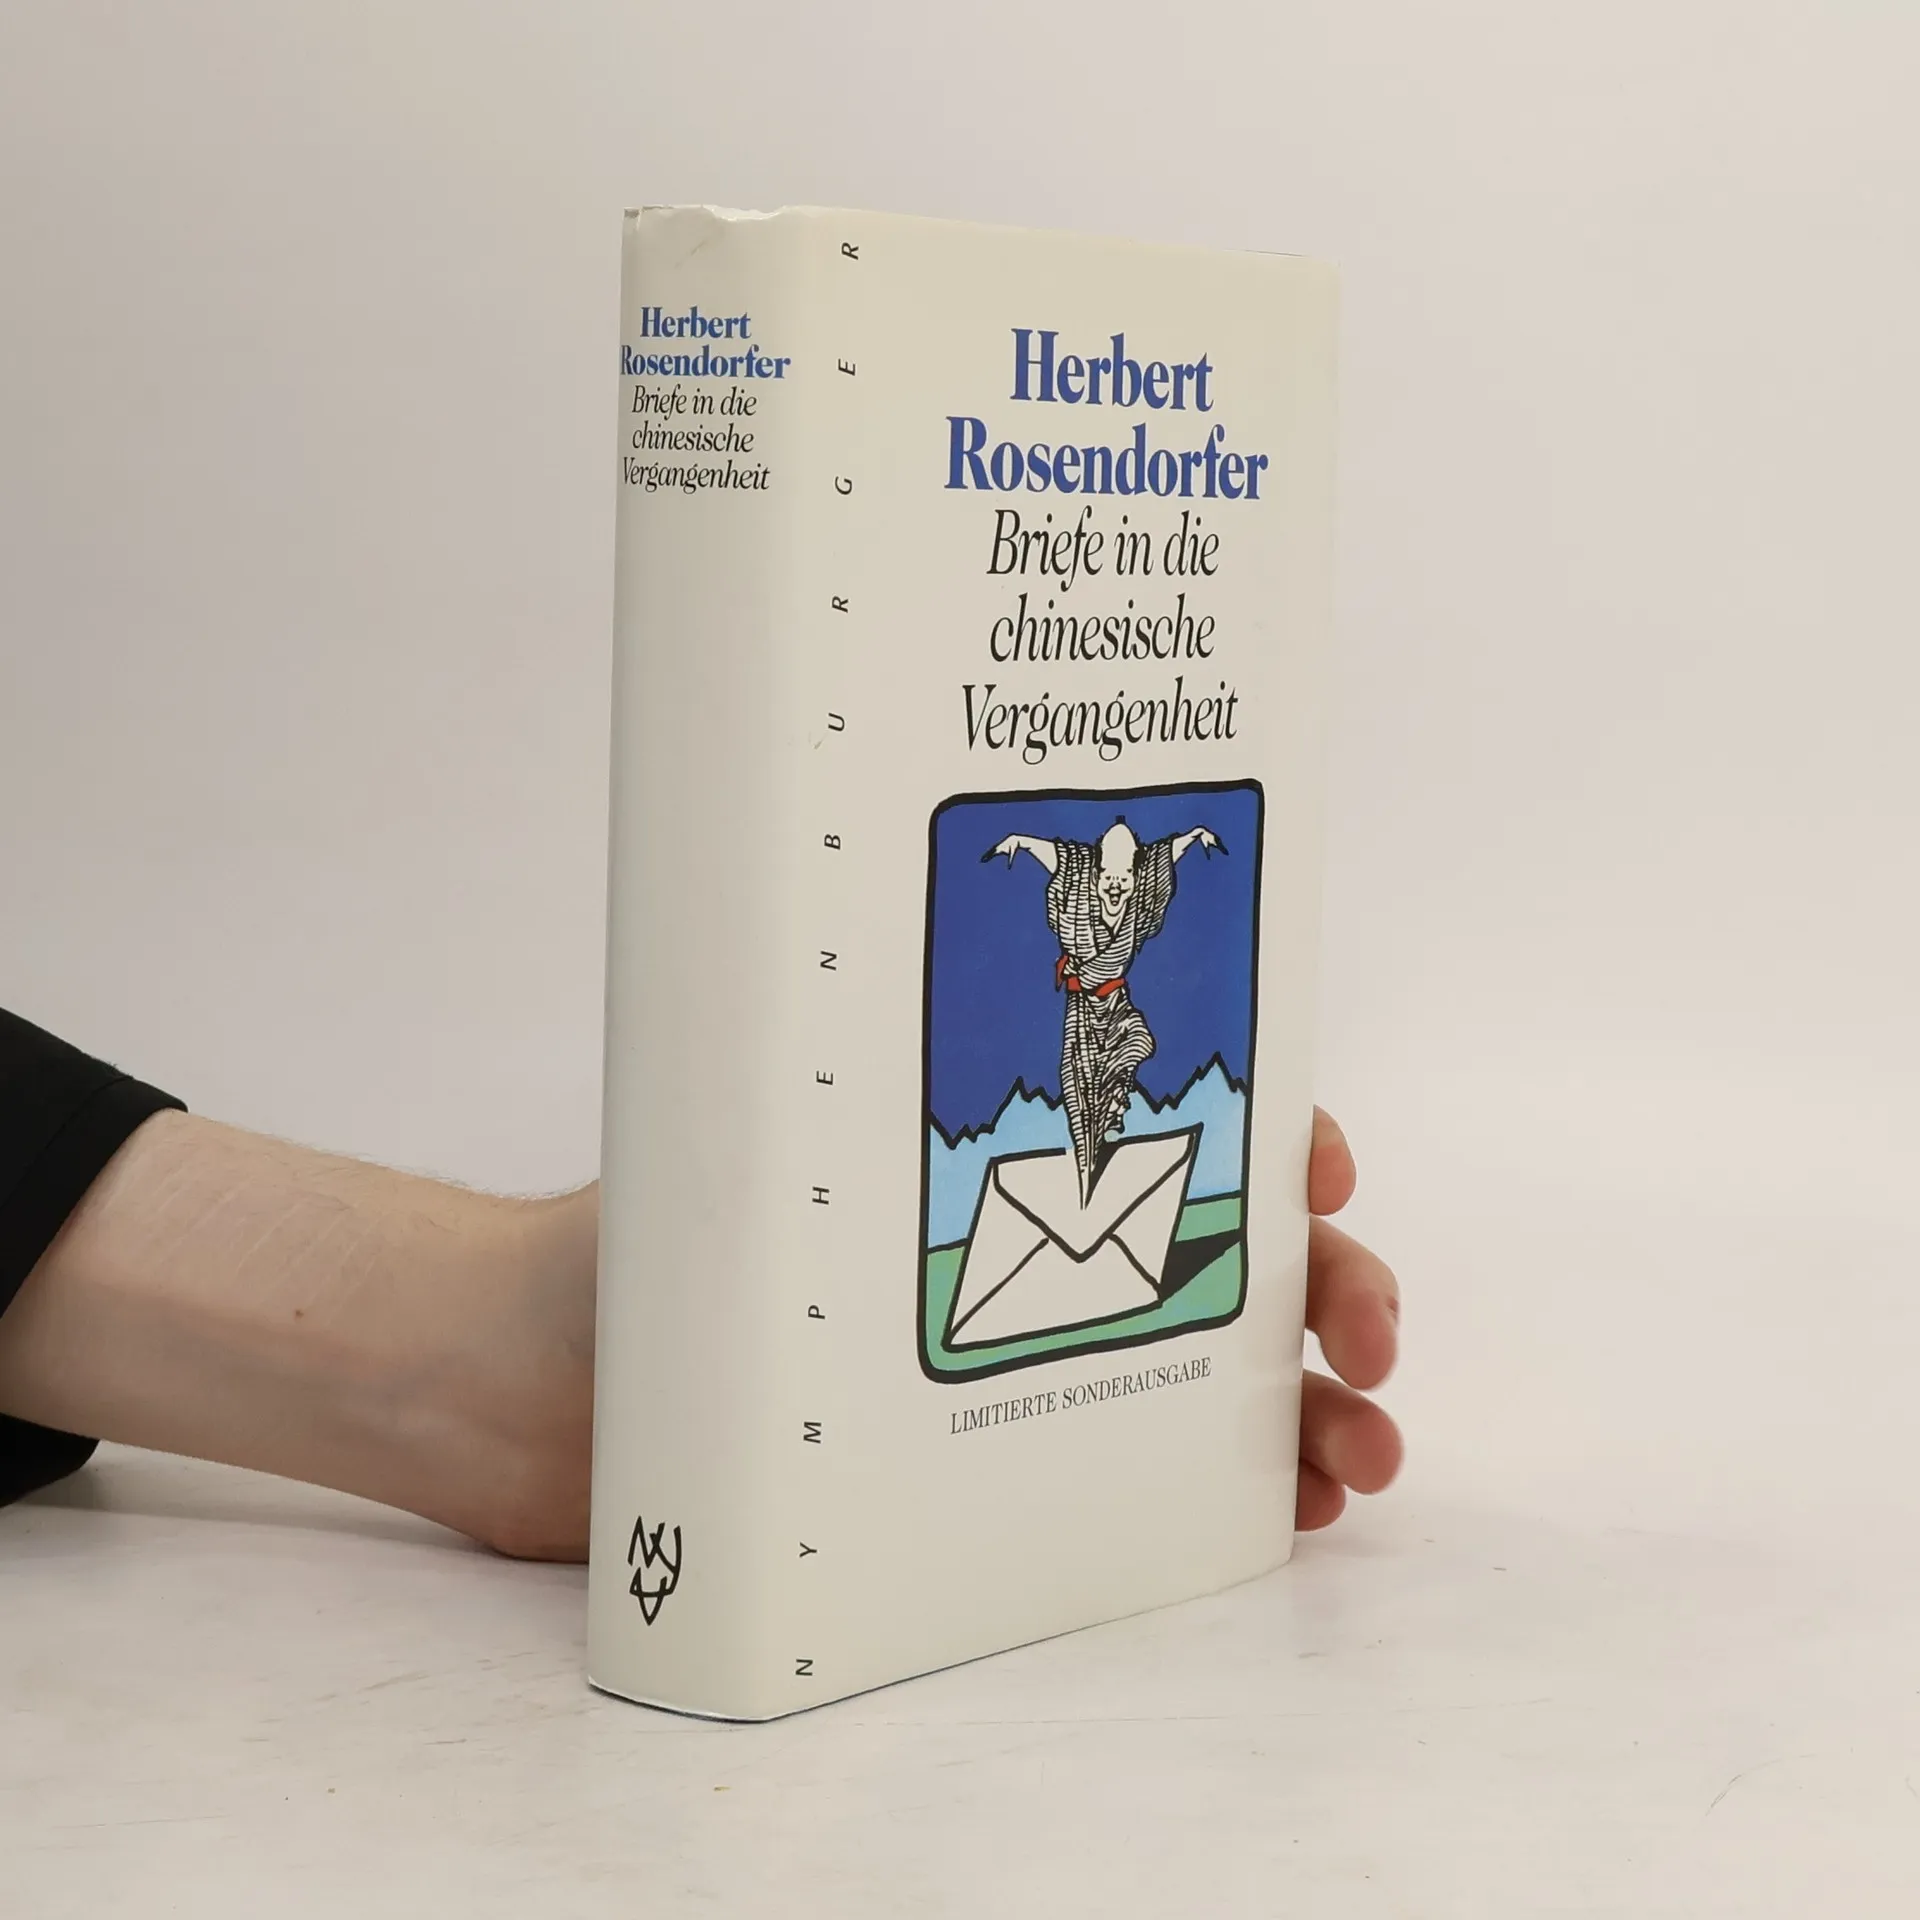 Herbert
Rosendorfer
Briefe in die
chinesische
Vergangenheit
NYMPHENBURGER
Herbert
Rosendorfer
Briefe in die
chinesische
Vergangenheit
LIMITIERTE SONDERAUSGABE